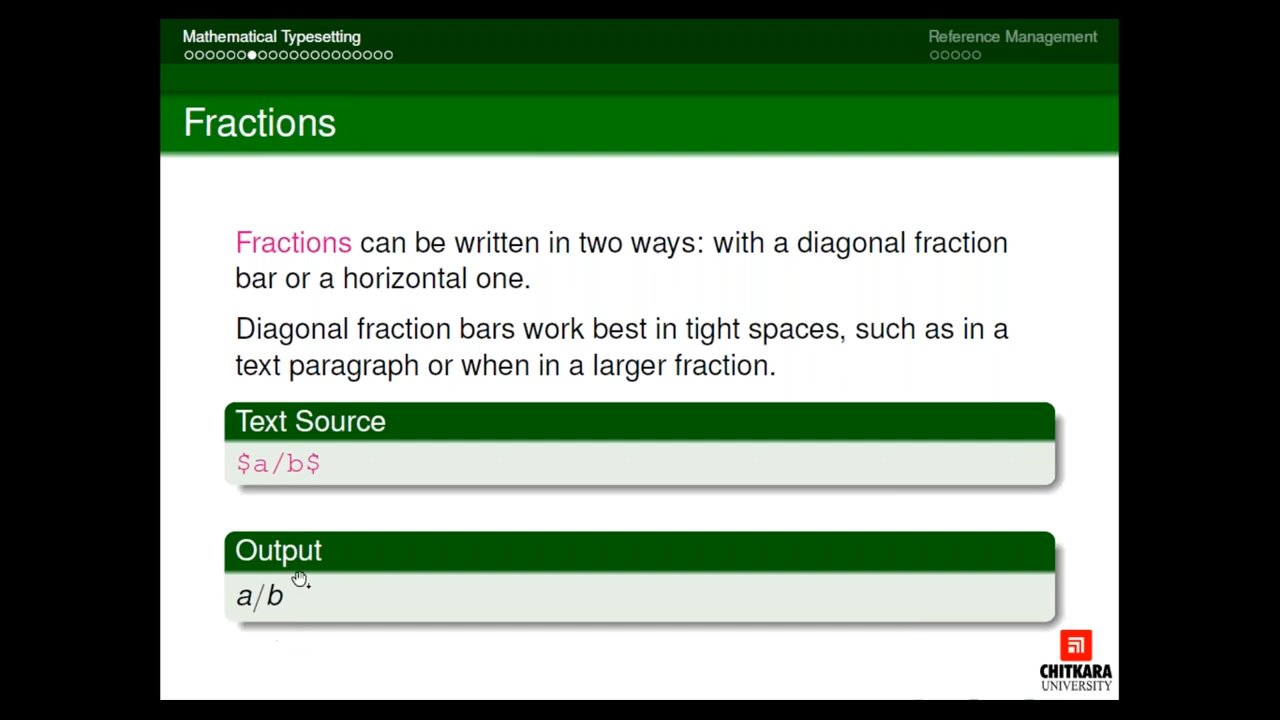 Mathematical Typesetting
Reference Management
Fractions
Fractions can be written in two ways: with a diagonal fraction
bar or a horizontal one.
Diagonal fraction bars work best in tight spaces, such as in a
text paragraph or when in a larger fraction.
Text Source
$a/b$
Output
a/b
CHITKARA
UNIVERSITY